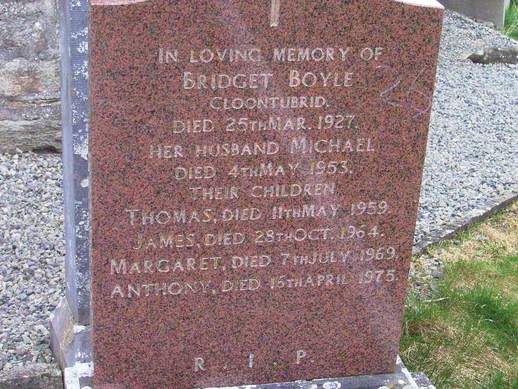 IN LOVING MEMORY OF
BRIDGET BOYLE
CLOONTUBRID.
DIED 25TH MAR. 1927.
HER HUSBAND MICHAEL
DIED 4TH MAY 1953.
THEIR CHILDREN
THOMAS, DIED 11TH MAY 1959.
JAMES, DIED 28TH OCT. 1964.
MARGARET, DIED 7TH JULY 1969.
ANTHONY, DIED 15TH APRIL 1975.
R. I. P.